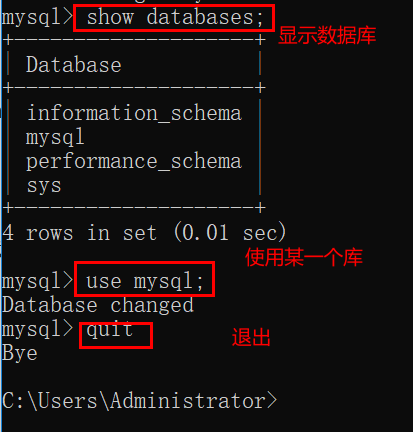 mysql> show databases;
显示数据库
+--------------------+
| Database           |
+--------------------+
| information_schema |
| mysql              |
| performance_schema |
| sys                |
+--------------------+
4 rows in set (0.01 sec)
使用某一个库
mysql> use mysql;
Database changed
mysql> quit
退出
Bye
C:\Users\Administrator>